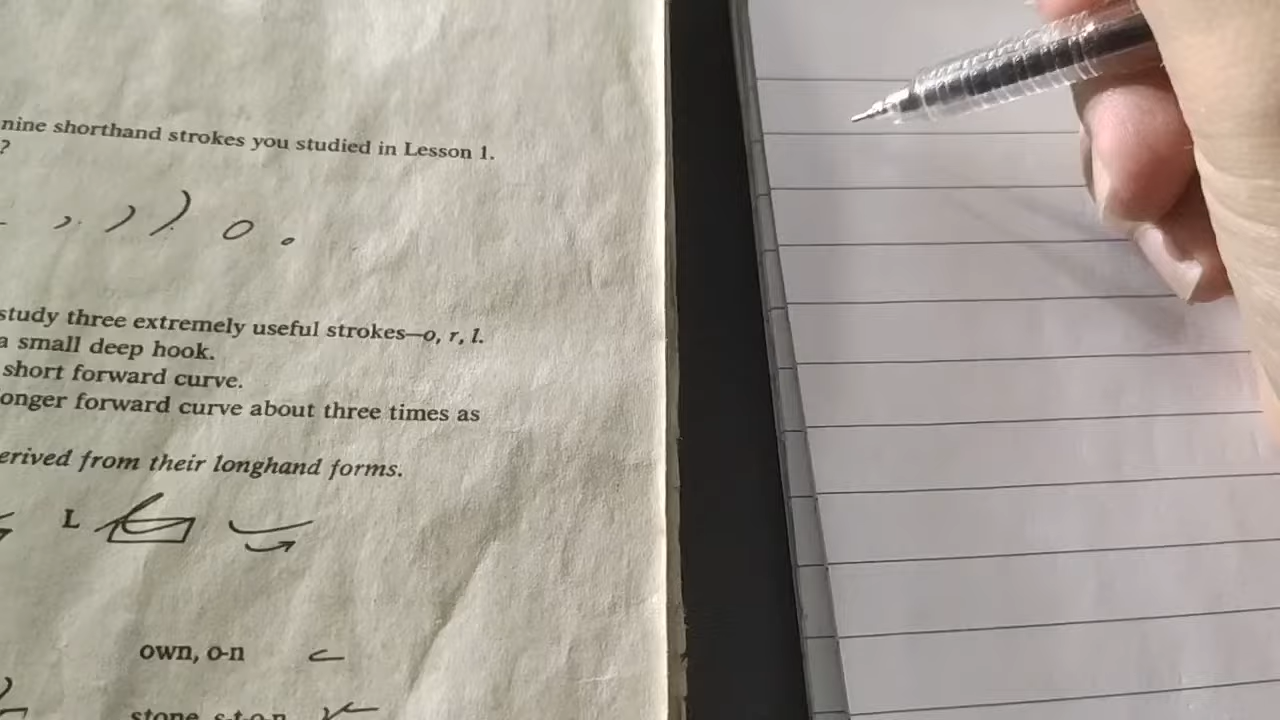 nine shorthand strokes you studied in Lesson 1.
?
study three extremely useful strokes—o, r, l.
a small deep hook.
short forward curve.
onger forward curve about three times as
erived from their longhand forms.
L
own, o-n
stone, s-t-o-n